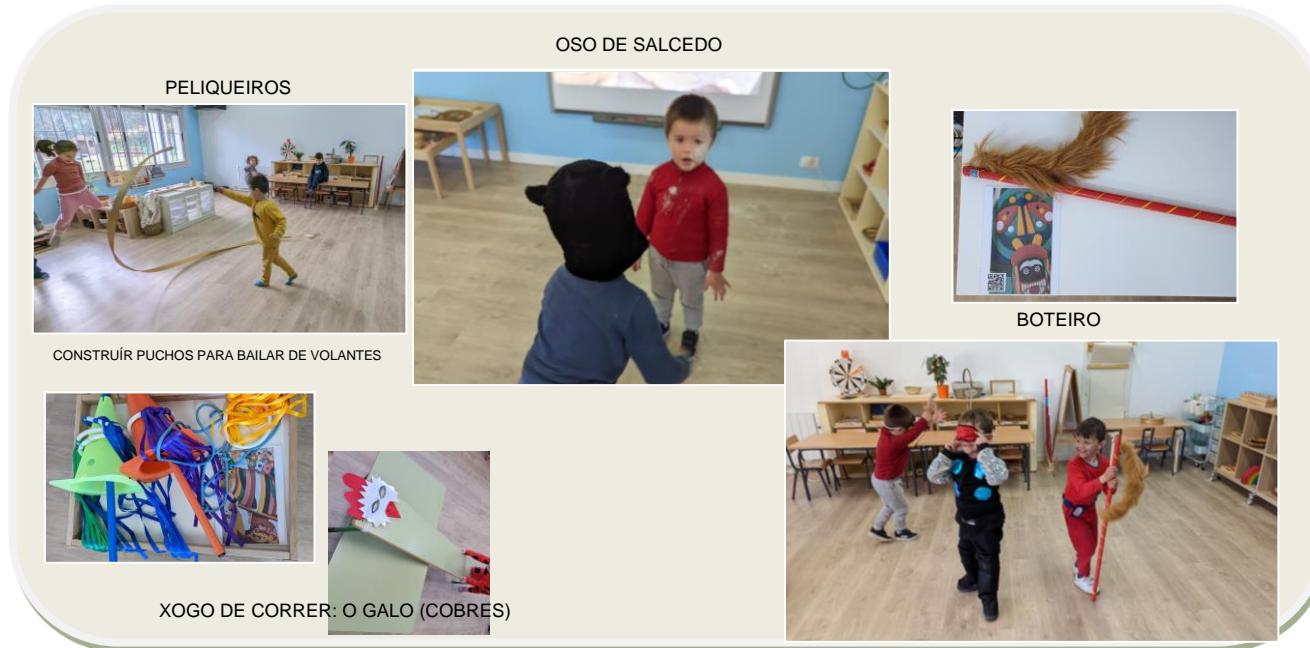 OSO DE SALCEDO
PELIQUEIROS
BOTEIRO
CONSTRUÍR PUCHOS PARA BAILAR DE VOLANTES
XOGO DE CORRER: O GALO (COBRES)